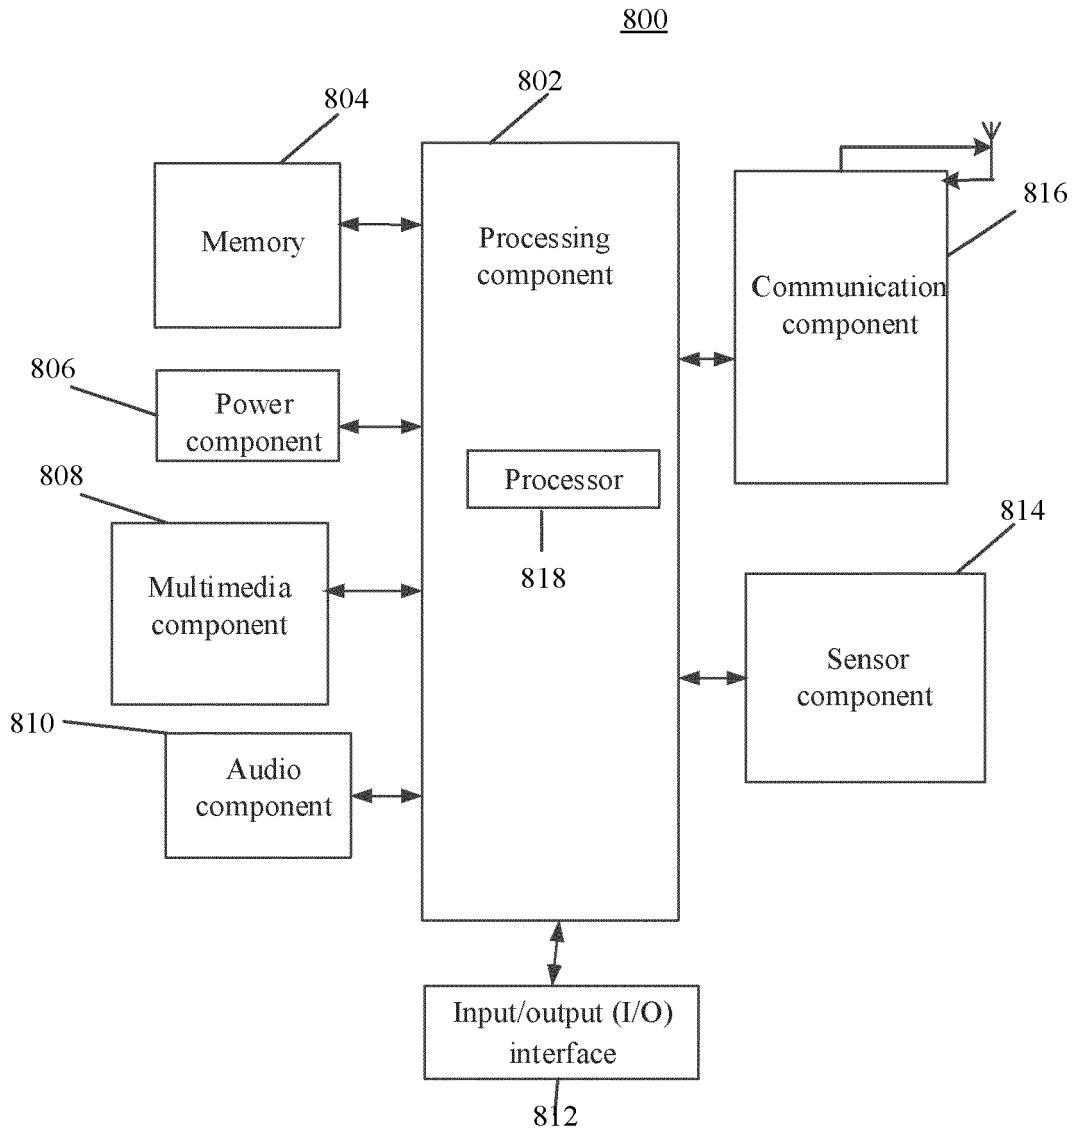 800
802
804
816
Memory
Processing
component
Communication
component
806
Power
component
808
Processor
818
814
Multimedia
component
Sensor
component
810
Audio
component
Input/output (I/O)
interface
812